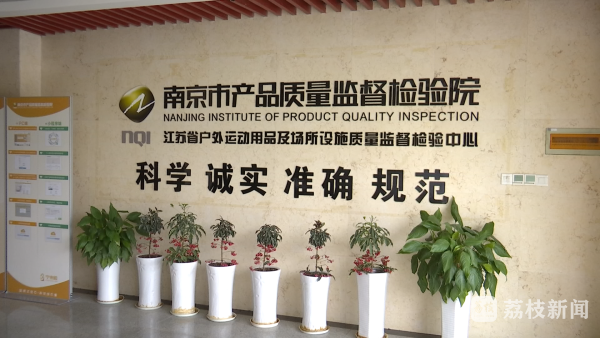 南京市产品质量监督检验院
NANJING INSTITUTE OF PRODUCT QUALITY INSPECTION
NQI 江苏省户外运动用品及场所设施质量监督检验中心
科学 诚实 准确 规范
荔枝新闻